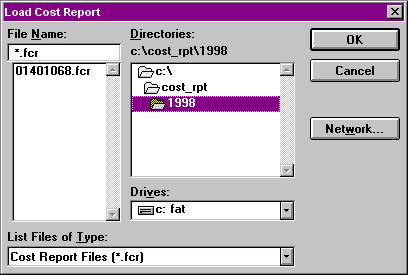 Load Cost Report
File Name:
*.fcr
01401068.fcr
Directories:
c:\cost_rpt\1998
c:\
cost_rpt
1998
Drives:
c: fat
List Files of Type:
Cost Report Files (*.fcr)
OK
Cancel
Network...